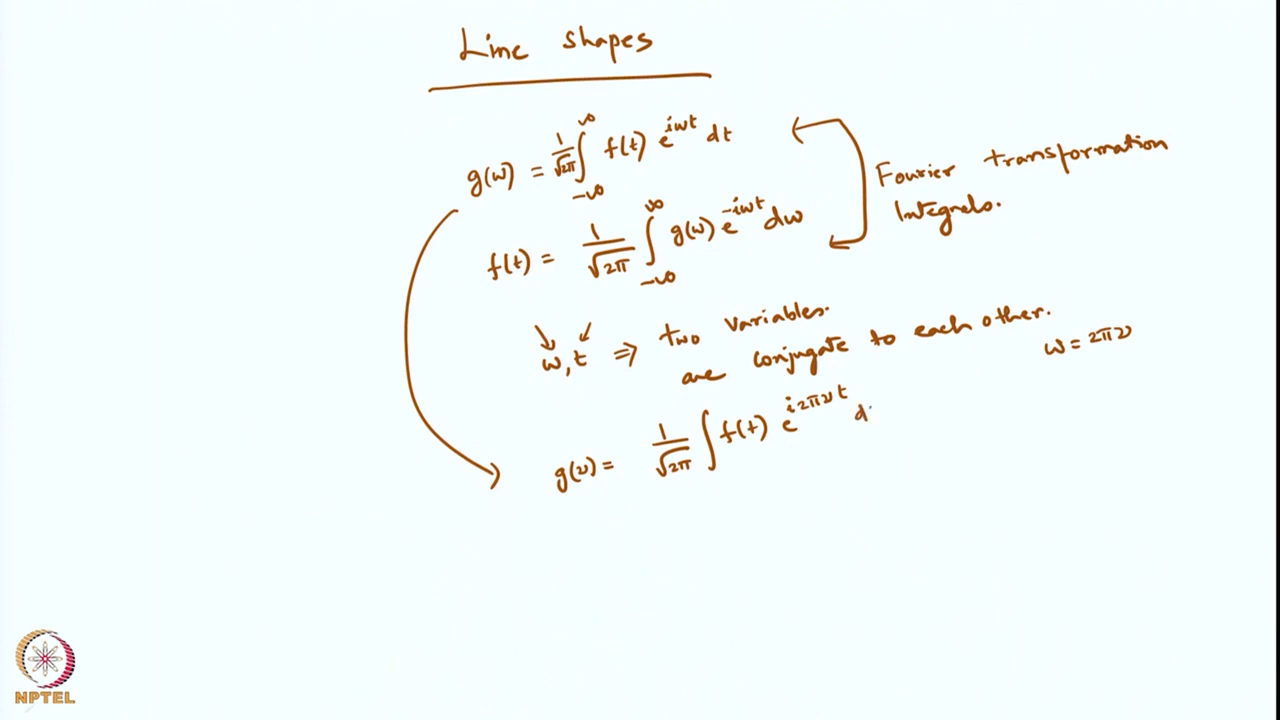 Line shapes
g(ω) = 1/√2π ∫_{-∞}^{∞} f(t) e^{iωt} dt
f(t) = 1/√2π ∫_{-∞}^{∞} g(ω) e^{-iωt} dω
Fourier transformation
Integrals.
ω, t ⇒ two variables.
are conjugate to each other.
ω = 2πν
g(ν) = 1/√2π ∫ f(t) e^{i2πνt} d
NPTEL